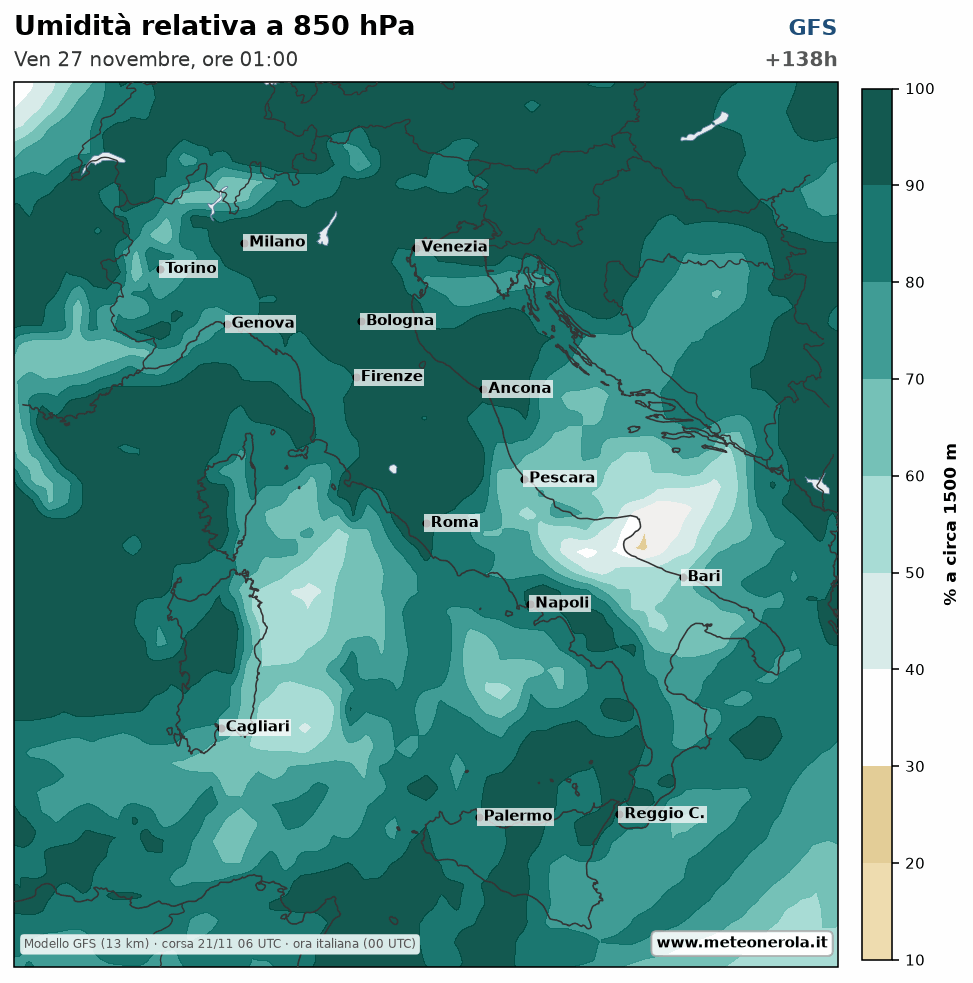 Umidità relativa a 850 hPa
GFS
Ven 27 novembre, ore 01:00
+138h
100
90
80
70
60
50
40
30
20
10
% a circa 1500 m
Milano
Venezia
Torino
Genova
Bologna
Firenze
Ancona
Pescara
Roma
Bari
Napoli
Cagliari
Palermo
Reggio C.
Modello GFS (13 km) · corsa 21/11 06 UTC · ora italiana (00 UTC)
www.meteonerola.it